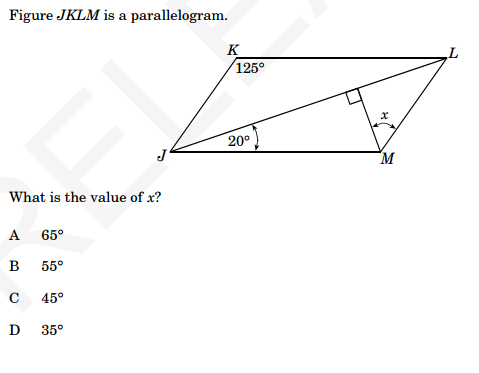 Figure JKLM is a parallelogram.
K
L
125°
x
20°
J
M
What is the value of x?
A 65°
B 55°
C 45°
D 35°